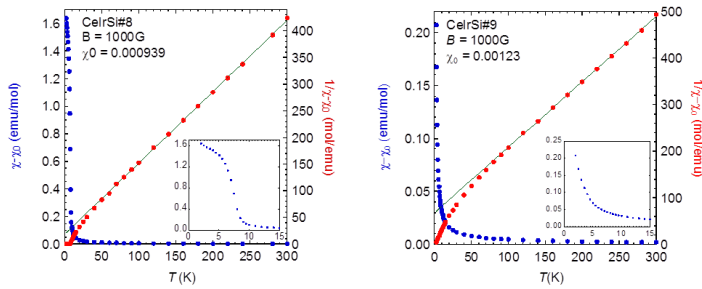 CeIrSi#8
B = 1000G
χ0 = 0.000939
χ-χ0 (emu/mol)
1/χ-χ0 (mol/emu)
1.6
1.4
1.2
1.0
0.8
0.6
0.4
0.2
0.0
400
350
300
250
200
150
100
50
0
1.6
1.2
0.8
0.4
0.0
0 5 10 15
0 50 100 150 200 250 300
T (K)
CeIrSi#9
B = 1000G
χ₀ = 0.00123
χ–χ₀ (emu/mol)
1/χ–χ₀ (mol/emu)
0.20
0.15
0.10
0.05
0.00
500
400
300
200
100
0
0.25
0.20
0.15
0.10
0.05
0.00
0 5 10 15
0 50 100 150 200 250 300
T (K)